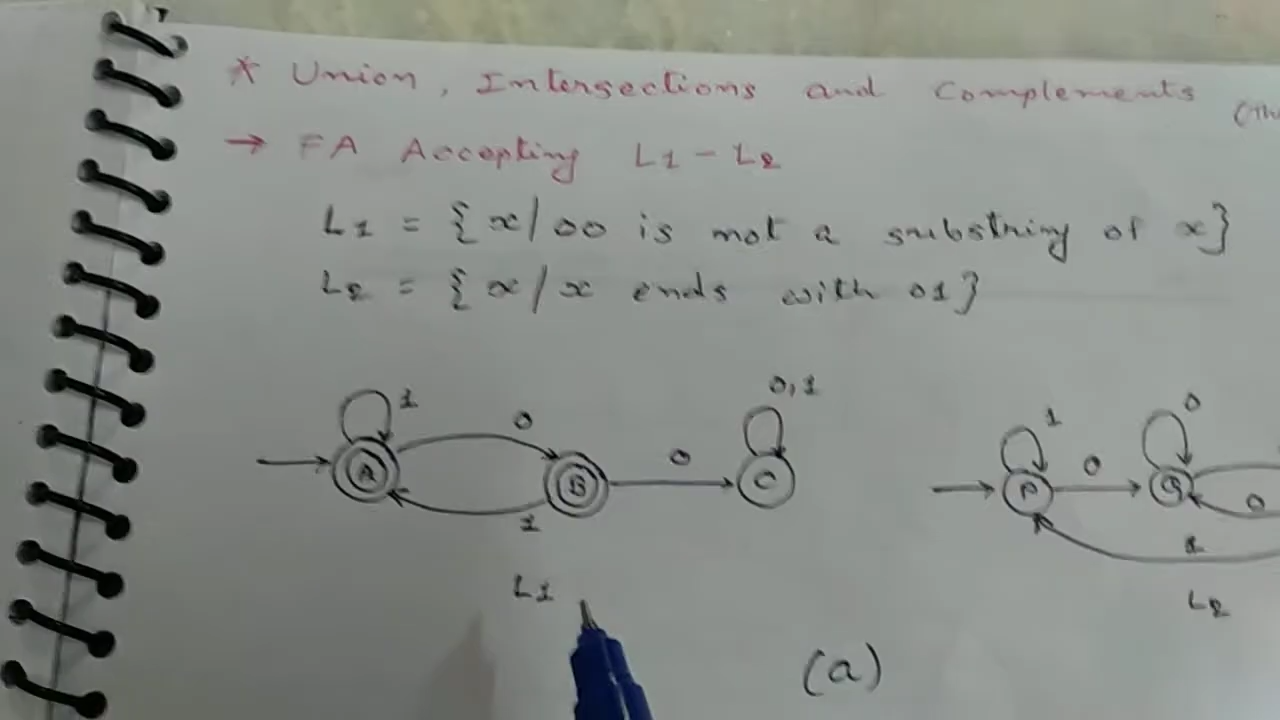 * Union, Intersections and Complements
→ FA Accepting L1 - L2
L1 = {x/00 is not a substring of x}
L2 = {x/x ends with 01}
0,1
1 0 1 0
0 0
A B C P Q 0
1 1
L1 L2
(a)